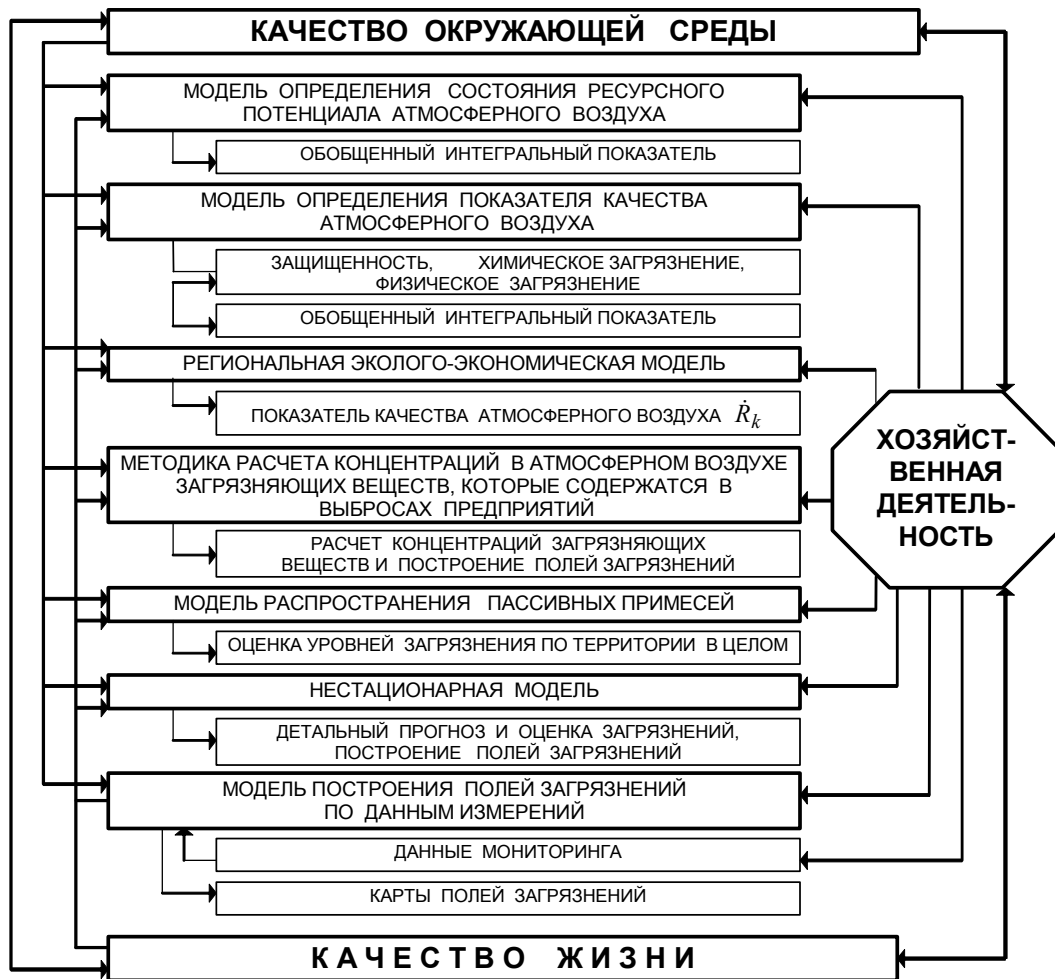 КАЧЕСТВО ОКРУЖАЮЩЕЙ СРЕДЫ
МОДЕЛЬ ОПРЕДЕЛЕНИЯ СОСТОЯНИЯ РЕСУРСНОГО
ПОТЕНЦИАЛА АТМОСФЕРНОГО ВОЗДУХА
ОБОБЩЕННЫЙ ИНТЕГРАЛЬНЫЙ ПОКАЗАТЕЛЬ
МОДЕЛЬ ОПРЕДЕЛЕНИЯ ПОКАЗАТЕЛЯ КАЧЕСТВА
АТМОСФЕРНОГО ВОЗДУХА
ЗАЩИЩЕННОСТЬ, ХИМИЧЕСКОЕ ЗАГРЯЗНЕНИЕ,
ФИЗИЧЕСКОЕ ЗАГРЯЗНЕНИЕ
ОБОБЩЕННЫЙ ИНТЕГРАЛЬНЫЙ ПОКАЗАТЕЛЬ
РЕГИОНАЛЬНАЯ ЭКОЛОГО-ЭКОНОМИЧЕСКАЯ МОДЕЛЬ
ПОКАЗАТЕЛЬ КАЧЕСТВА АТМОСФЕРНОГО ВОЗДУХА Ṙₖ
МЕТОДИКА РАСЧЕТА КОНЦЕНТРАЦИЙ В АТМОСФЕРНОМ ВОЗДУХЕ
ЗАГРЯЗНЯЮЩИХ ВЕЩЕСТВ, КОТОРЫЕ СОДЕРЖАТСЯ В
ВЫБРОСАХ ПРЕДПРИЯТИЙ
РАСЧЕТ КОНЦЕНТРАЦИЙ ЗАГРЯЗНЯЮЩИХ
ВЕЩЕСТВ И ПОСТРОЕНИЕ ПОЛЕЙ ЗАГРЯЗНЕНИЙ
МОДЕЛЬ РАСПРОСТРАНЕНИЯ ПАССИВНЫХ ПРИМЕСЕЙ
ОЦЕНКА УРОВНЕЙ ЗАГРЯЗНЕНИЯ ПО ТЕРРИТОРИИ В ЦЕЛОМ
НЕСТАЦИОНАРНАЯ МОДЕЛЬ
ДЕТАЛЬНЫЙ ПРОГНОЗ И ОЦЕНКА ЗАГРЯЗНЕНИЙ,
ПОСТРОЕНИЕ ПОЛЕЙ ЗАГРЯЗНЕНИЙ
МОДЕЛЬ ПОСТРОЕНИЯ ПОЛЕЙ ЗАГРЯЗНЕНИЙ
ПО ДАННЫМ ИЗМЕРЕНИЙ
ДАННЫЕ МОНИТОРИНГА
КАРТЫ ПОЛЕЙ ЗАГРЯЗНЕНИЙ
КАЧЕСТВО ЖИЗНИ
ХОЗЯЙСТ-
ВЕННАЯ
ДЕЯТЕЛЬ-
НОСТЬ